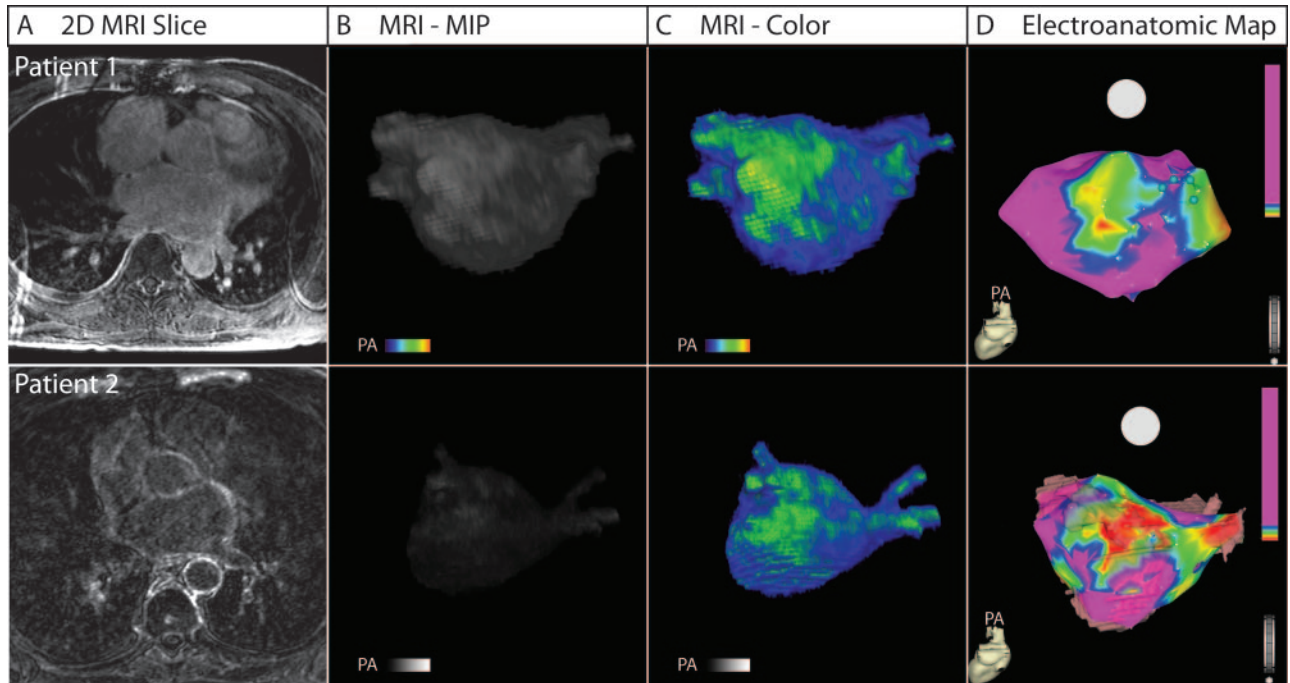 A 2D MRI Slice
B MRI - MIP
C MRI - Color
D Electroanatomic Map
Patient 1
PA
PA
PA
Patient 2
PA
PA
PA